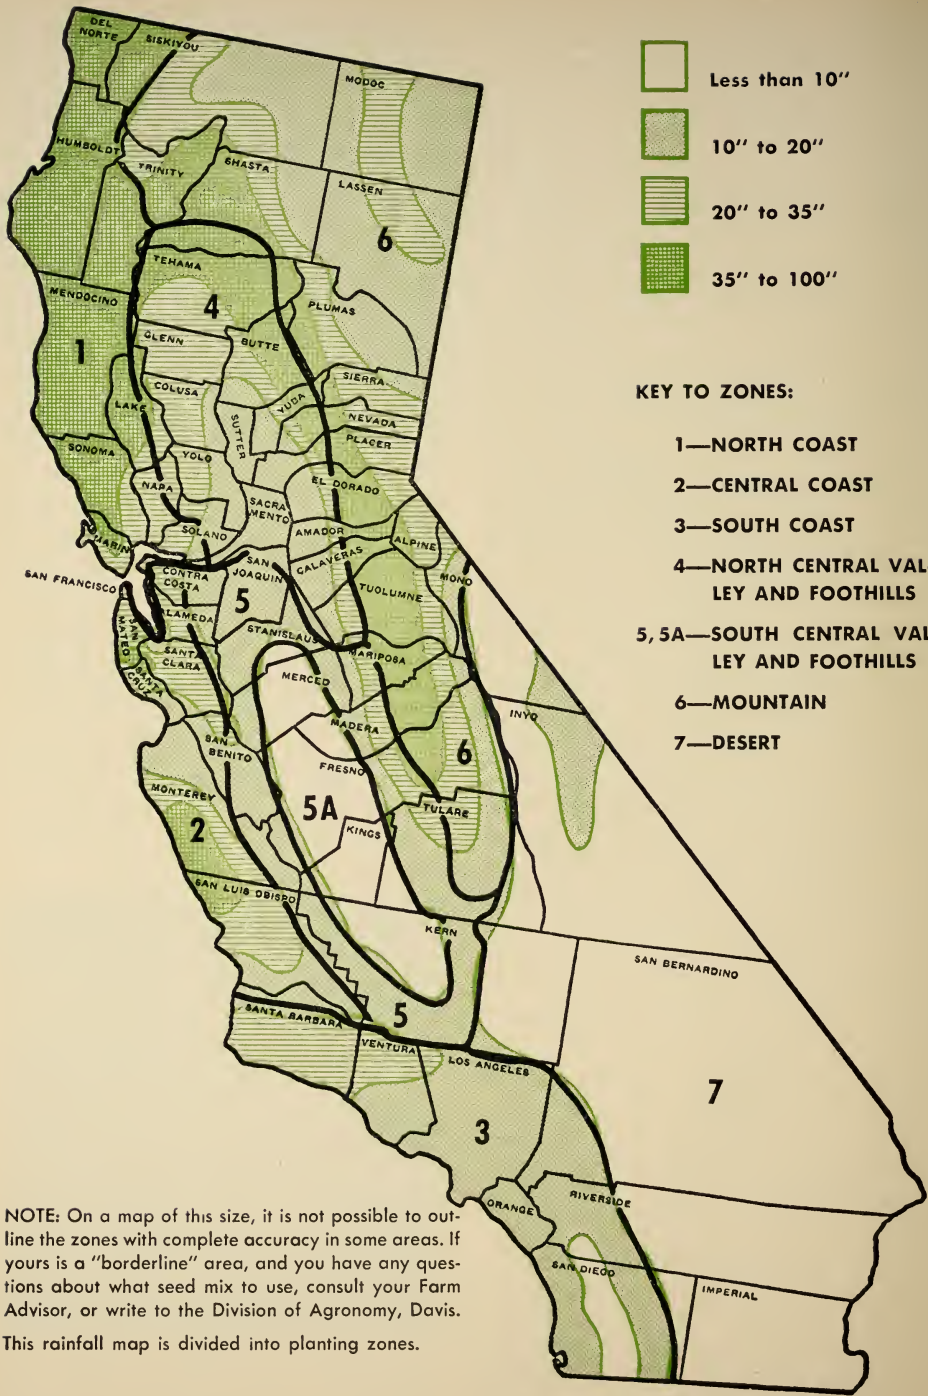 DEL
NORTE
SISKIYOU
MODOC
HUMBOLDT
TRINITY
SHASTA
LASSEN
6
TEHAMA
MENDOCINO
4
PLUMAS
GLENN
BUTTE
1
COLUSA
SIERRA
LAKE
YUBA
SUTTER
NEVADA
PLACER
SONOMA
YOLO
NAPA
EL DORADO
SACRA
MENTO
SOLANO
AMADOR
ALPINE
MARIN
CALAVERAS
SAN FRANCISCO
CONTRA
COSTA
SAN
JOAQUIN
MONO
TUOLUMNE
5
ALAMEDA
SAN
MATEO
STANISLAUS
SANTA
CLARA
MARIPOSA
SANTA
CRUZ
MERCED
INYO
MADERA
SAN
BENITO
FRESNO
6
MONTEREY
5A
TULARE
2
KINGS
SAN LUIS OBISPO
KERN
SAN BERNARDINO
SANTA BARBARA
5
VENTURA
LOS ANGELES
7
3
ORANGE
RIVERSIDE
SAN DIEGO
IMPERIAL
Less than 10"
10" to 20"
20" to 35"
35" to 100"
KEY TO ZONES:
1—NORTH COAST
2—CENTRAL COAST
3—SOUTH COAST
4—NORTH CENTRAL VAL
LEY AND FOOTHILLS
5, 5A—SOUTH CENTRAL VAL
LEY AND FOOTHILLS
6—MOUNTAIN
7—DESERT
NOTE: On a map of this size, it is not possible to out-
line the zones with complete accuracy in some areas. If
yours is a "borderline" area, and you have any ques-
tions about what seed mix to use, consult your Farm
Advisor, or write to the Division of Agronomy, Davis.
This rainfall map is divided into planting zones.